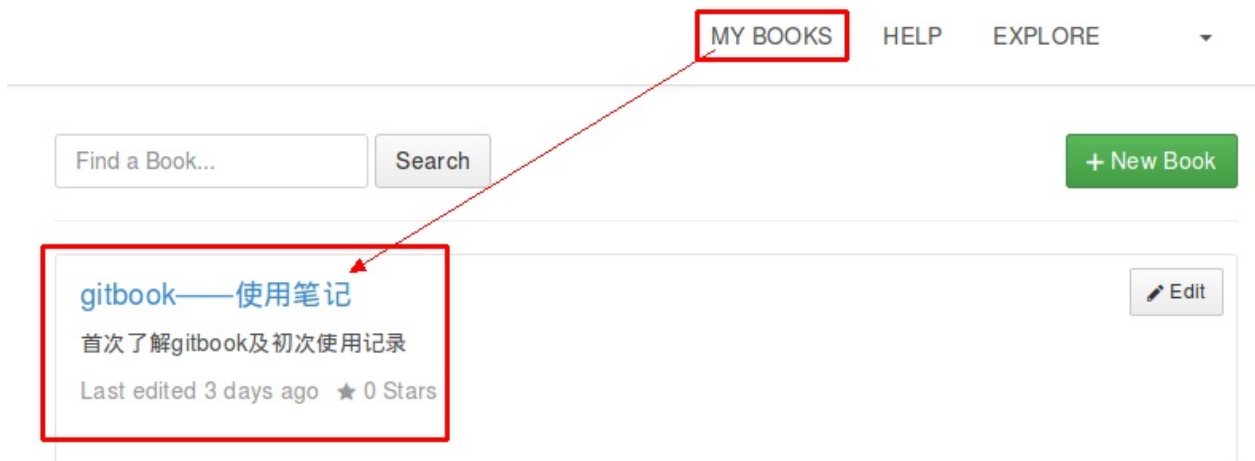 MY BOOKS HELP EXPLORE
Find a Book... Search + New Book
gitbook——使用笔记 Edit
首次了解gitbook及初次使用记录
Last edited 3 days ago ★ 0 Stars